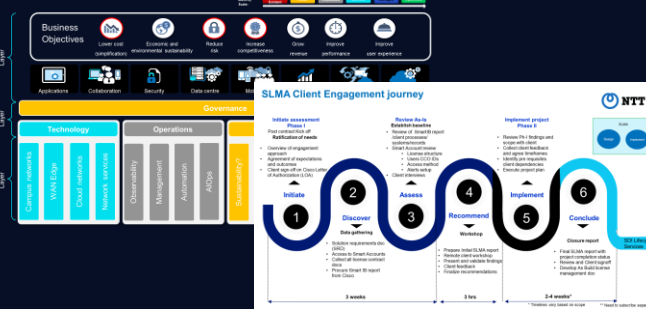 Business
Objectives
Lower cost
(simplification)
Economic and
environmental sustainability
Reduce
risk
Increase
competitiveness
Grow
revenue
Improve
performance
Improve
user experience
Applications
Collaboration
Security
Data centre
Governance
Technology
Operations
Campus networks
WAN Edge
Cloud networks
Network services
Observability
Management
Automation
AIOps
Sustainability*
Layer
Layer
Layer
SLMA Client Engagement journey
NTT
Initiate assessment
Phase I
Post contract Kick off
Ratification of needs
• Overview of engagement
approach
• Agreement of expectations
and outcomes
• Client sign-off on Cisco Letter
of Authorization (LOA)
Initiate
1
2
Discover
Data gathering
• Solution requirements doc
(SRD)
• Access to Smart Accounts
• Collect all license contract
docs
• Procure Smart IB report
from Cisco
Review As-Is
Establish baseline
• Review of Smart IB report
/client processes/
systems/records
• Smart Account review
• License structure
• Users CCO IDs
• Access method
• Alerts setup
• Client interviews
Assess
3
4
Recommend
Workshop
• Prepare Initial SLMA report
• Remote client workshop
• Present and validate findings
• Client feedback
• Finalize recommendations
Implement project
Phase II
• Review Ph-I findings and
scope with client
• Collect client feedback
and agree timeframes
• Identify pre requisites
client dependencies
• Execute project plan
Implement
5
6
Conclude
Closure report
• Final SLMA report with
project completion status
• Review and Client signoff
• Develop As Build license
management doc
3 weeks
3 hrs
2-4 weeks*
* Timelines vary based on scope